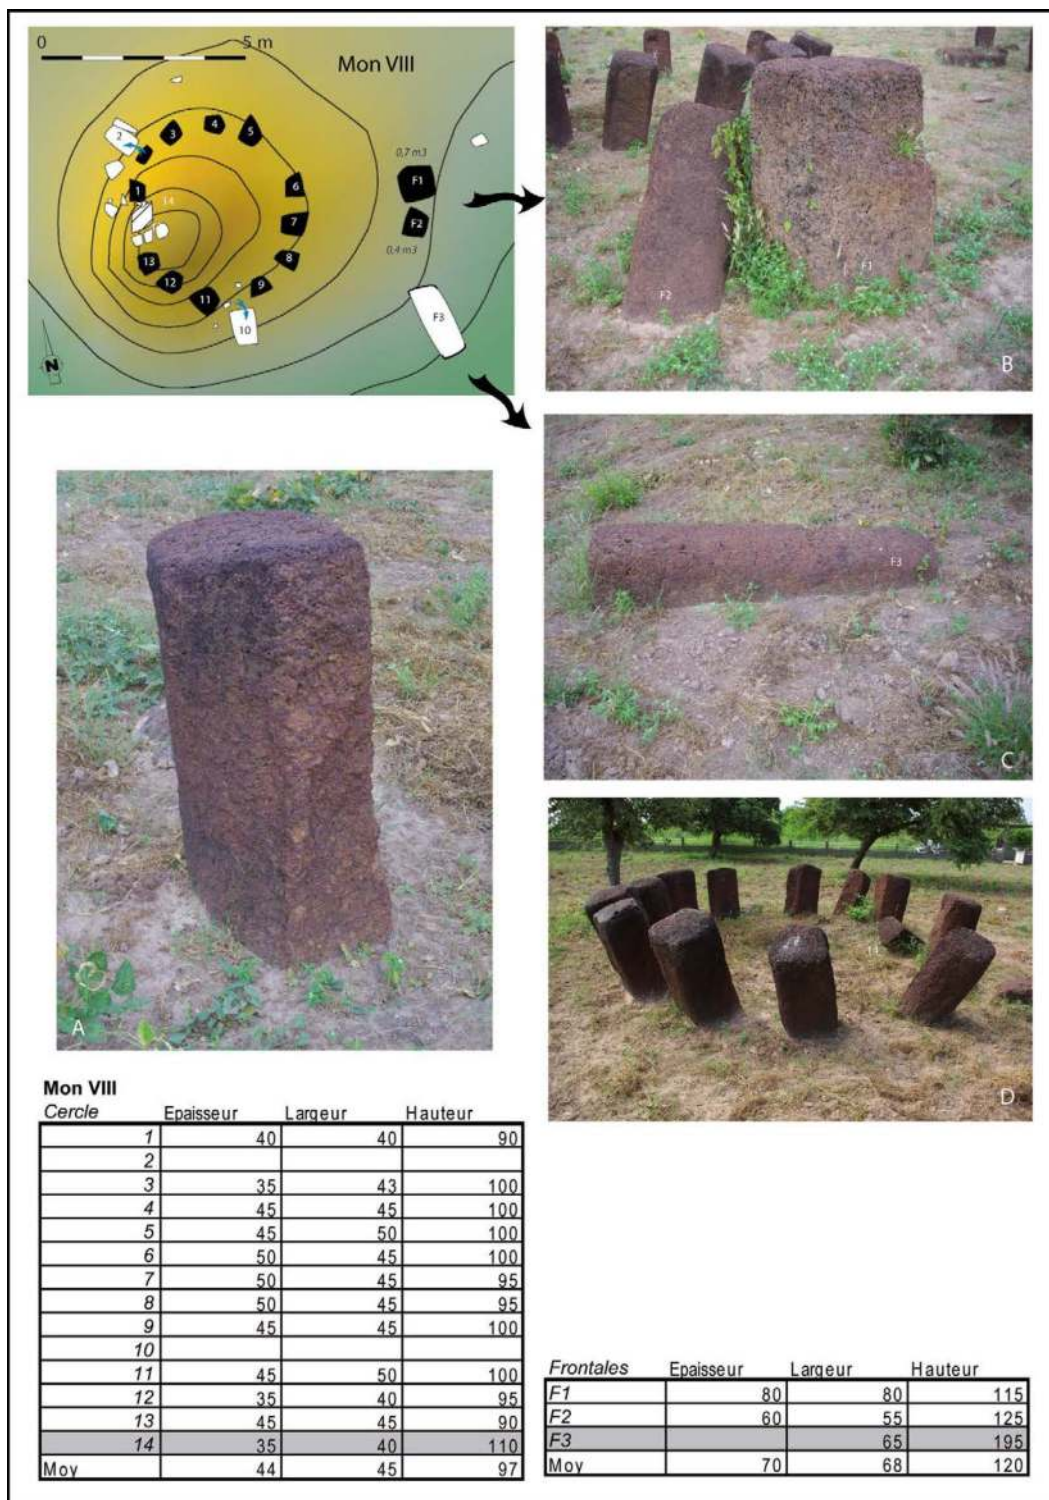 0 5 m
Mon VIII
2
3
4
5
0,7 m3
1
14
6
F1
7
F2
8
0,4 m3
13
12
11
9
10
F3
N
F2
F1
B
F3
C
A
14
D
Mon VIII
Cercle Epaisseur Largeur Hauteur
1 40 40 90
2
3 35 43 100
4 45 45 100
5 45 50 100
6 50 45 100
7 50 45 95
8 50 45 95
9 45 45 100
10
11 45 50 100
12 35 40 95
13 45 45 90
14 35 40 110
Moy 44 45 97
Frontales Epaisseur Largeur Hauteur
F1 80 80 115
F2 60 55 125
F3 65 195
Moy 70 68 120